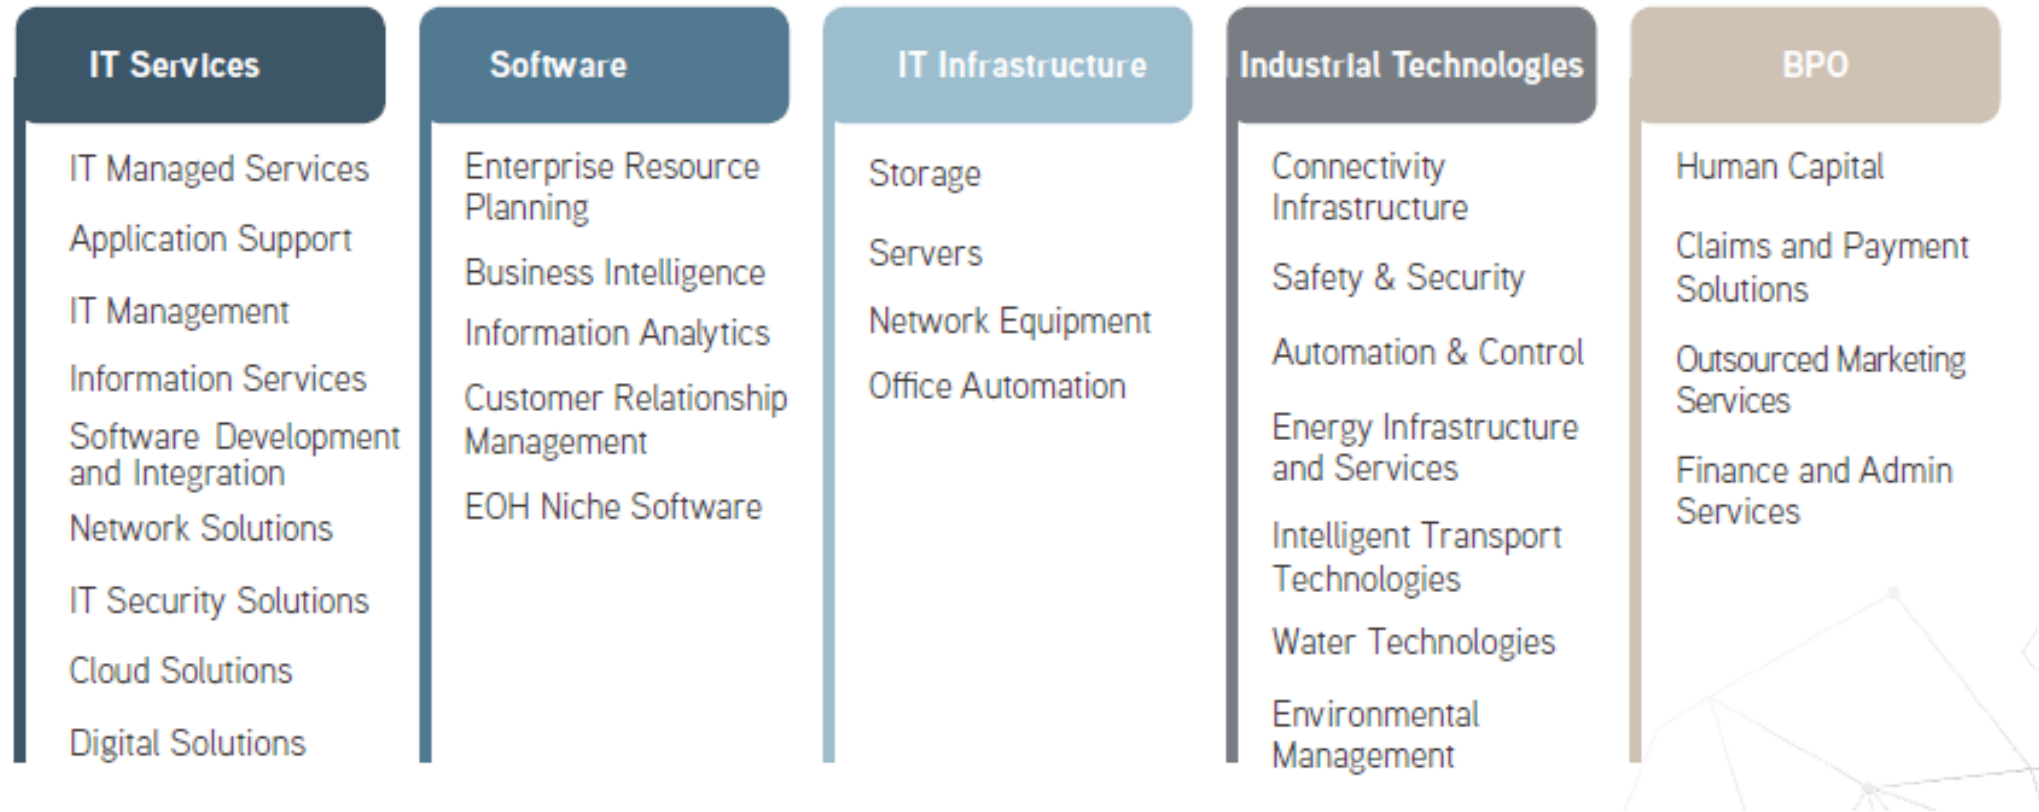 IT Services
IT Managed Services
Application Support
IT Management
Information Services
Software Development
and Integration
Network Solutions
IT Security Solutions
Cloud Solutions
Digital Solutions
Software
Enterprise Resource
Planning
Business Intelligence
Information Analytics
Customer Relationship
Management
EOH Niche Software
IT Infrastructure
Storage
Servers
Network Equipment
Office Automation
Industrial Technologies
Connectivity
Infrastructure
Safety & Security
Automation & Control
Energy Infrastructure
and Services
Intelligent Transport
Technologies
Water Technologies
Environmental
Management
BPO
Human Capital
Claims and Payment
Solutions
Outsourced Marketing
Services
Finance and Admin
Services